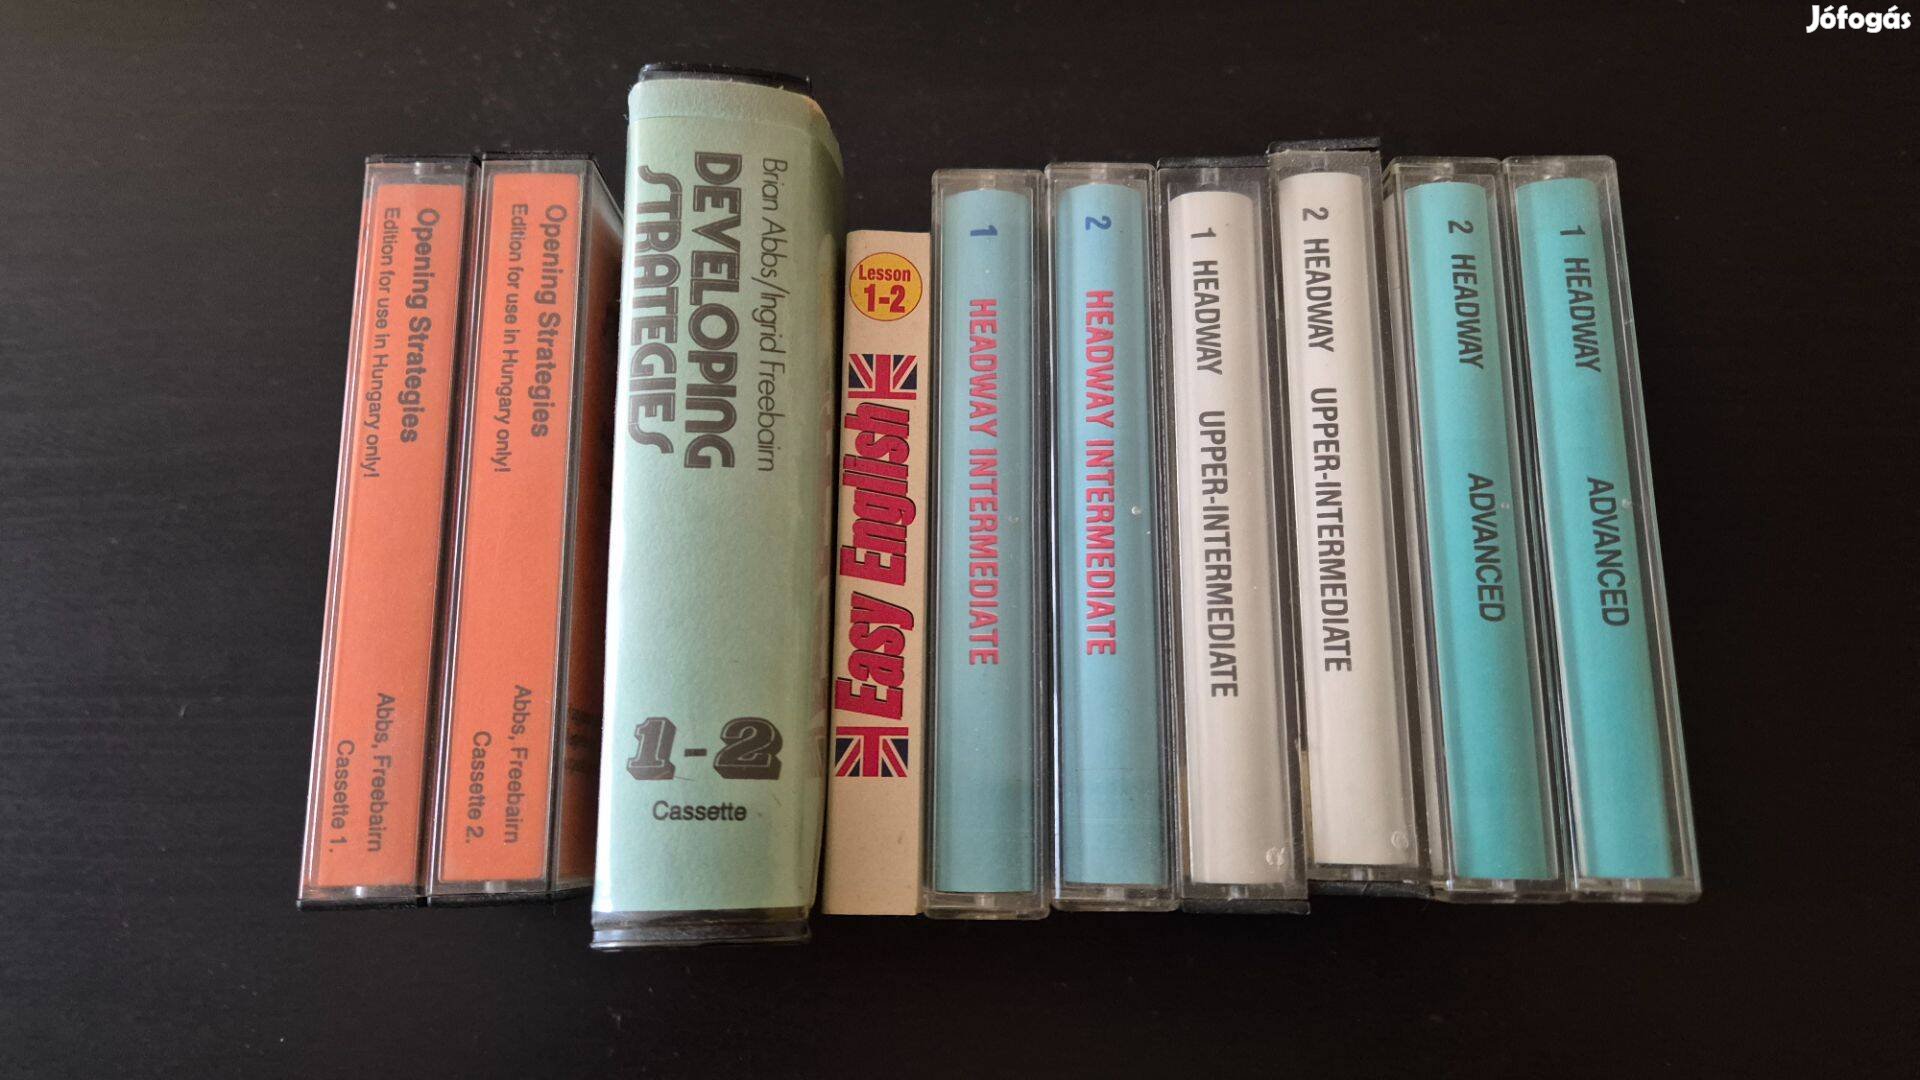 Jófogás
Opening Strategies
Edition for use in Hungary only!
Abbs, Freebairn
Cassette 1.
Opening Strategies
Edition for use in Hungary only!
Abbs, Freebairn
Cassette 2.
Brian Abbs/Ingrid Freebairn
DEVELOPING
STRATEGIES
1-2
Cassette
Lesson
1-2
Easy English
1 HEADWAY INTERMEDIATE
2 HEADWAY INTERMEDIATE
1 HEADWAY UPPER-INTERMEDIATE
2 HEADWAY UPPER-INTERMEDIATE
2 HEADWAY ADVANCED
1 HEADWAY ADVANCED